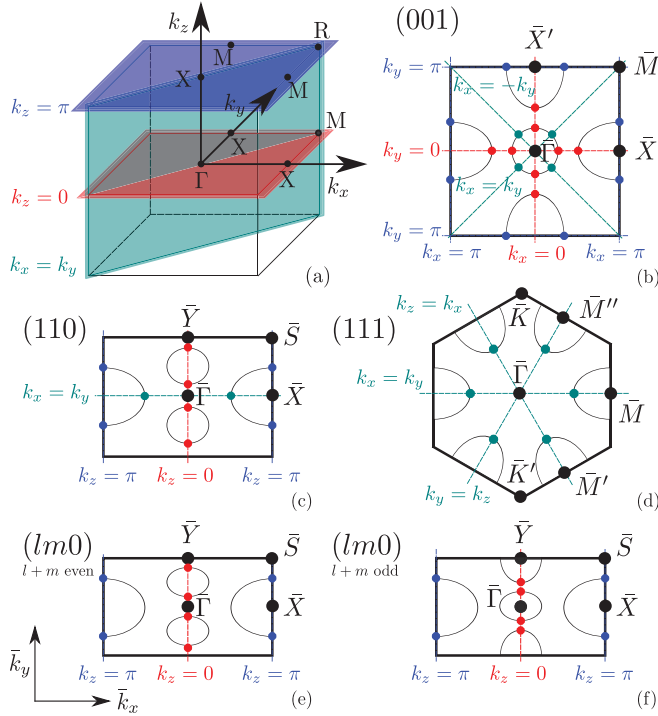 k_z
R
M
(001)
X̄′
M̄
X
M
k_y = π
k_x = −k_y
k_z = π
k_y
M
k_y = 0
Γ̄
X̄
X
Γ
X
k_x
k_z = 0
k_x = k_y
k_x = k_y
k_y = π
k_x = π
k_x = 0
k_x = π
(a)
(b)
(110)
Ȳ
S̄
(111)
k_z = k_x
K̄
M̄″
k_x = k_y
Γ̄
X̄
k_x = k_y
Γ̄
M̄
k_z = π
k_z = 0
k_z = π
(c)
k_y = k_z
K̄′
M̄′
(d)
(lm0)
l + m even
Ȳ
S̄
Γ̄
X̄
(lm0)
l + m odd
Ȳ
S̄
Γ̄
X̄
k̄_y
k̄_x
k_z = π
k_z = 0
k_z = π
(e)
k_z = π
k_z = 0
k_z = π
(f)